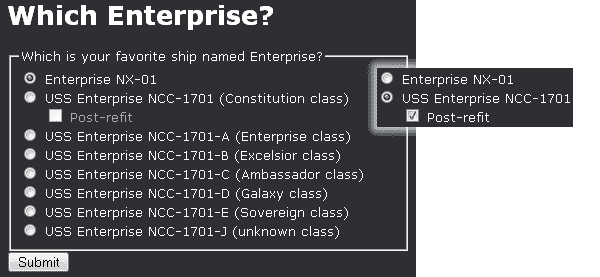 Which Enterprise?
Which is your favorite ship named Enterprise?
Enterprise NX-01
USS Enterprise NCC-1701 (Constitution class)
Post-refit
USS Enterprise NCC-1701-A (Enterprise class)
USS Enterprise NCC-1701-B (Excelsior class)
USS Enterprise NCC-1701-C (Ambassador class)
USS Enterprise NCC-1701-D (Galaxy class)
USS Enterprise NCC-1701-E (Sovereign class)
USS Enterprise NCC-1701-J (unknown class)
Submit
Enterprise NX-01
USS Enterprise NCC-1701
Post-refit